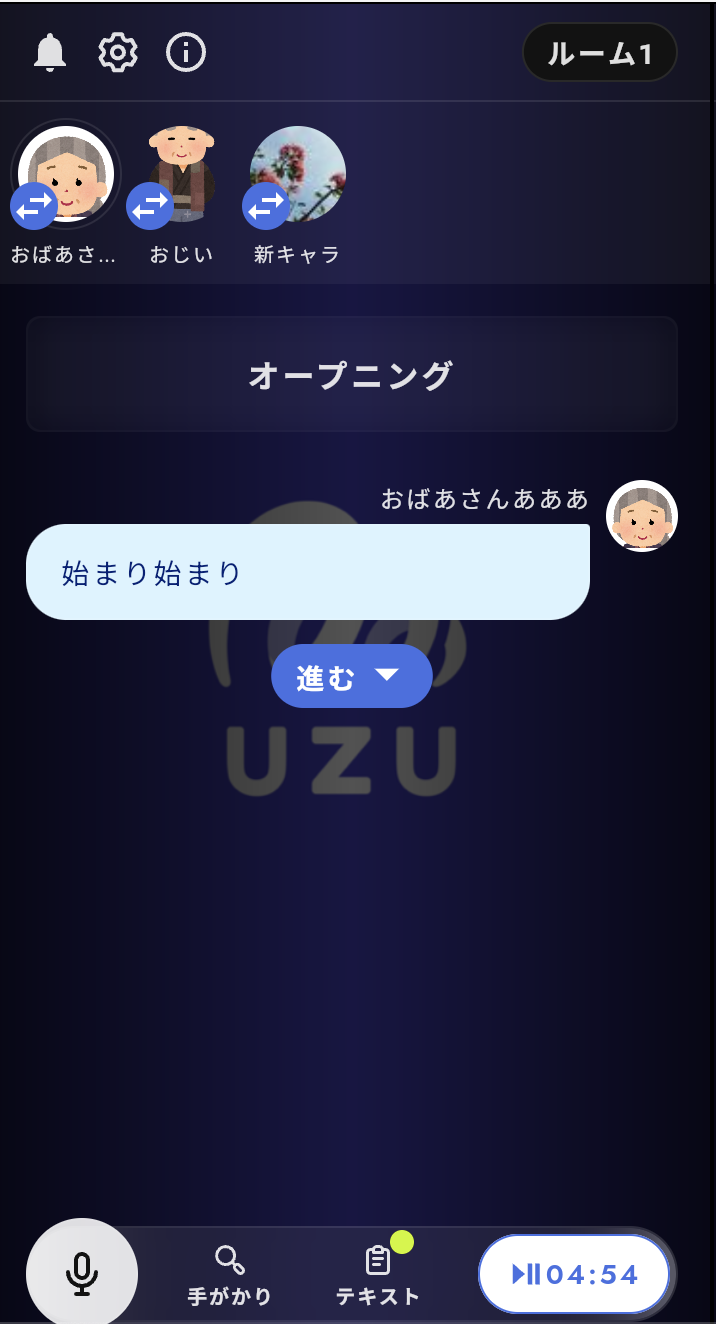 ルーム1
おばあさ...
おじい
新キャラ
オープニング
おばあさんあああ
始まり始まり
進む
UZU
手がかり
テキスト
04:54